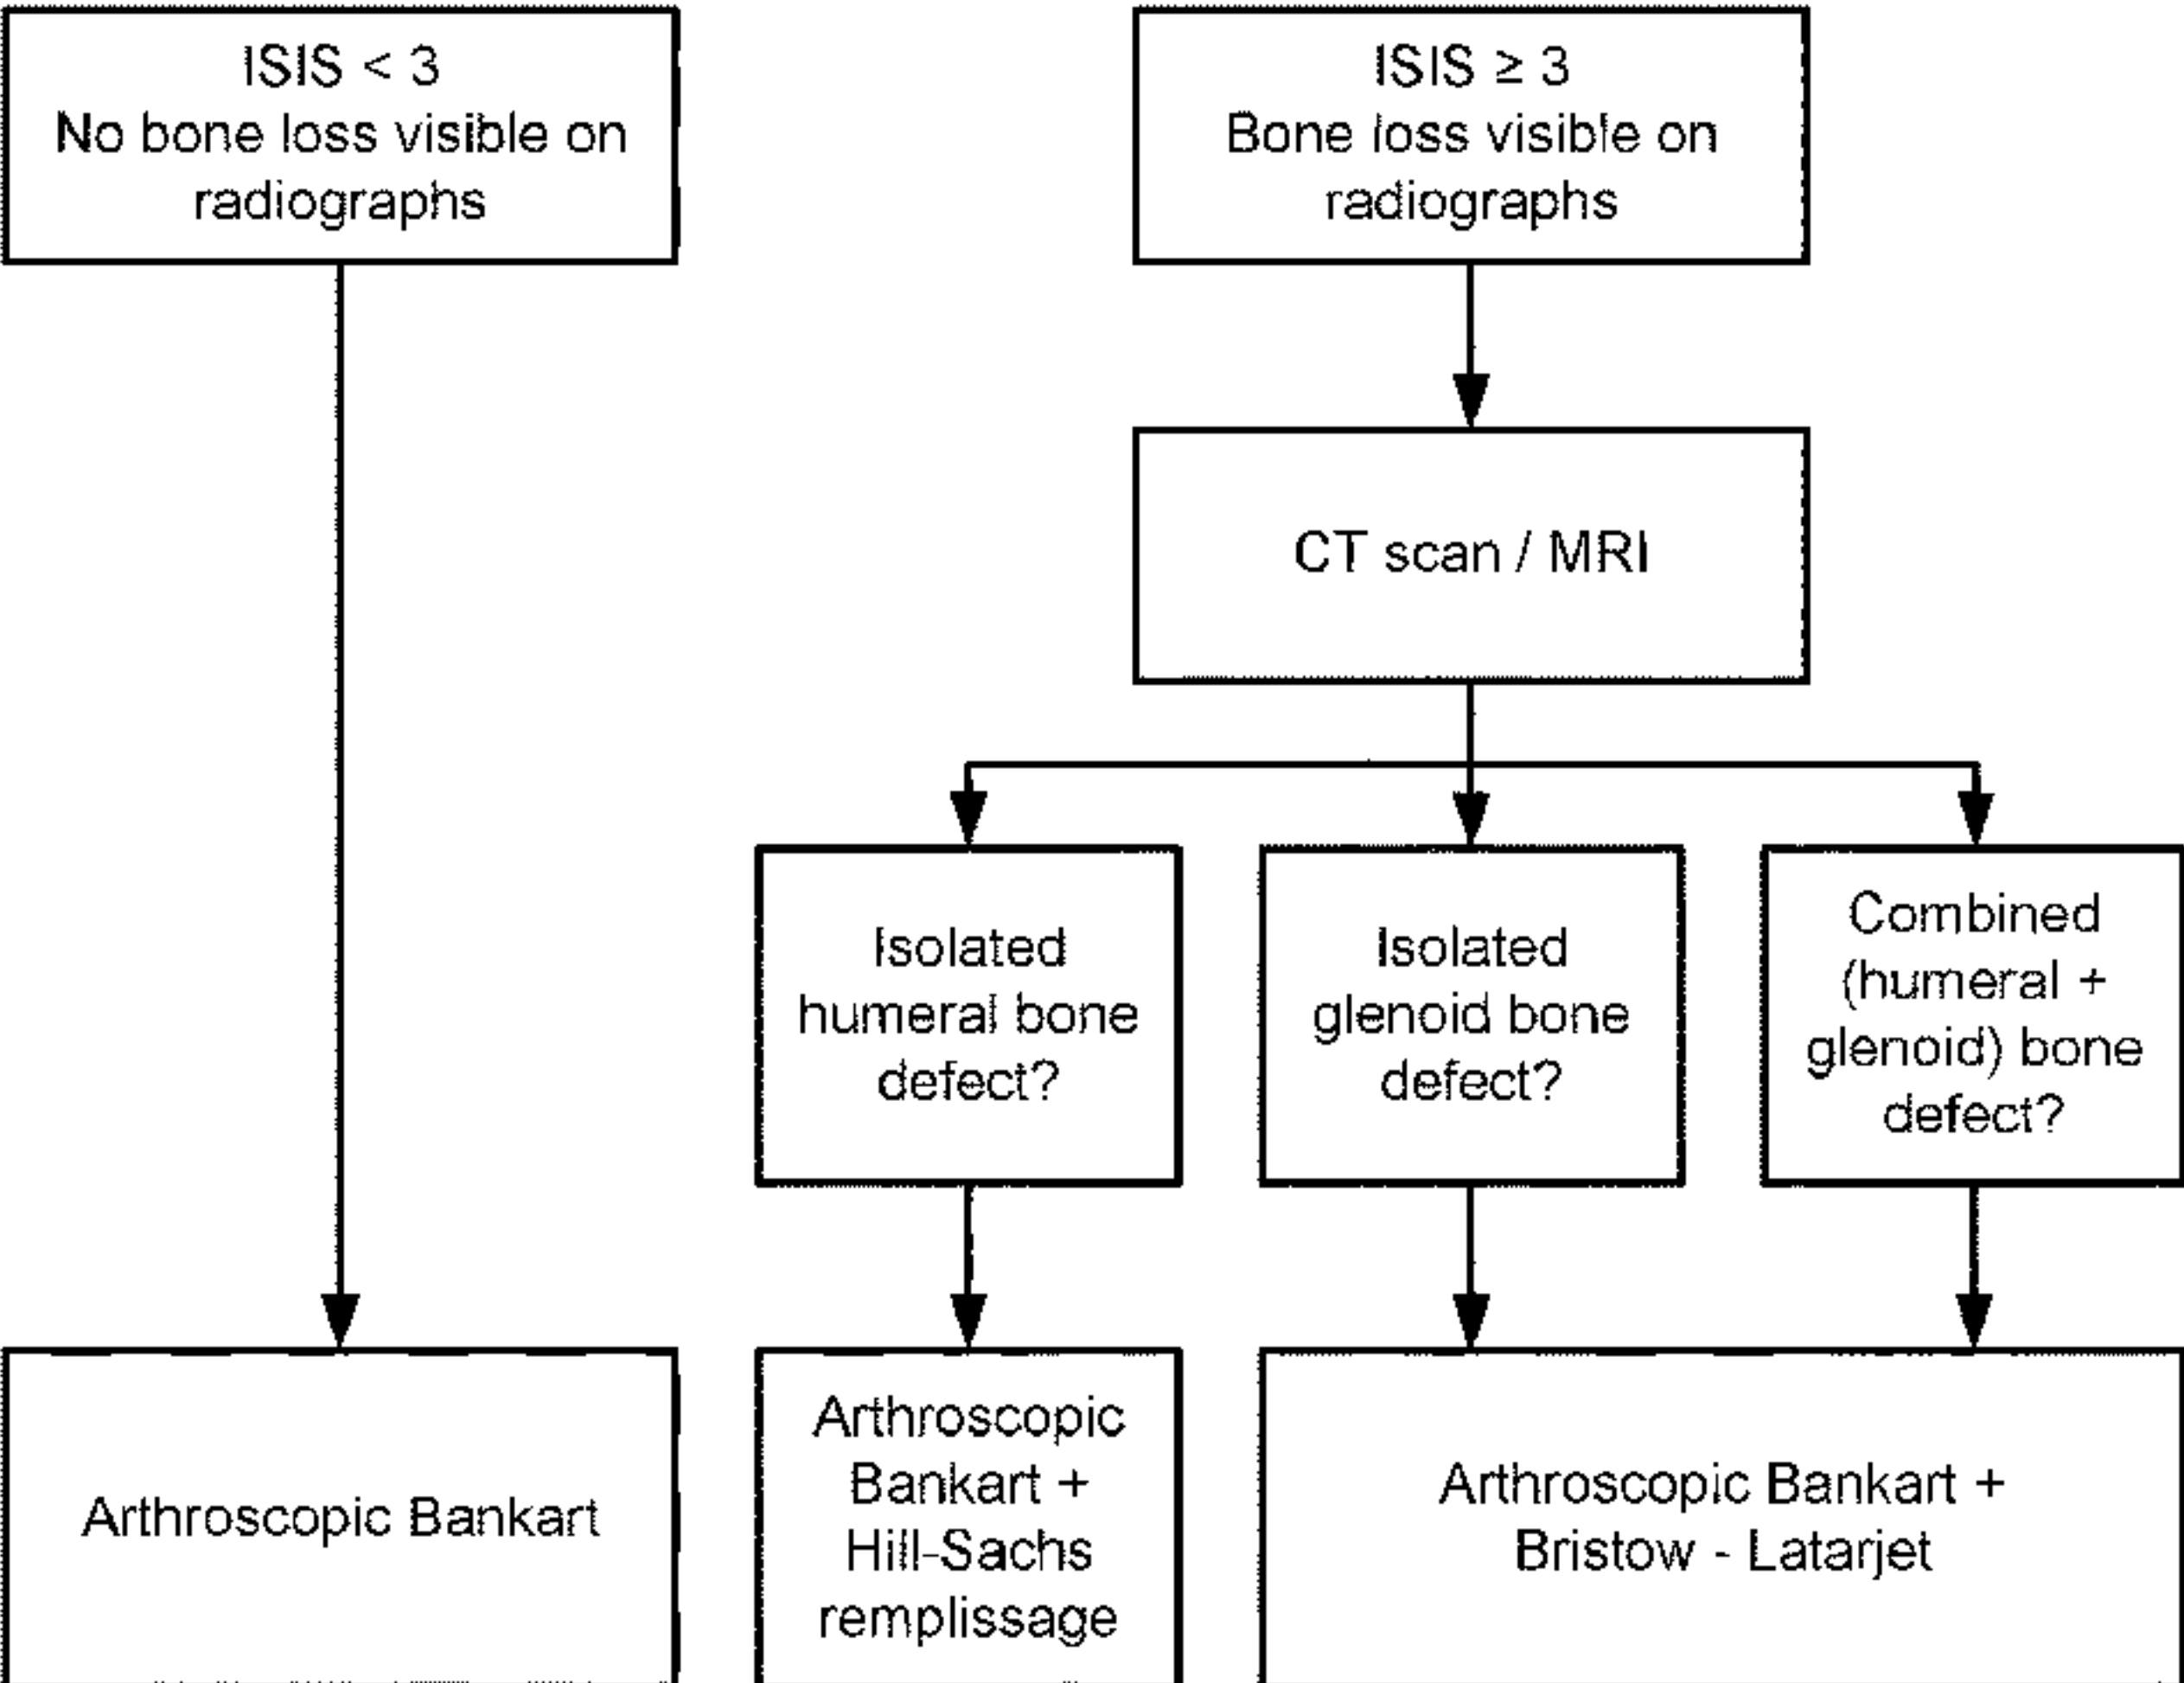 ISIS < 3
No bone loss visible on
radiographs
ISIS ≥ 3
Bone loss visible on
radiographs
CT scan / MRI
Isolated
humeral bone
defect?
Isolated
glenoid bone
defect?
Combined
(humeral +
glenoid) bone
defect?
Arthroscopic Bankart
Arthroscopic
Bankart +
Hill-Sachs
remplissage
Arthroscopic Bankart +
Bristow - Latarjet